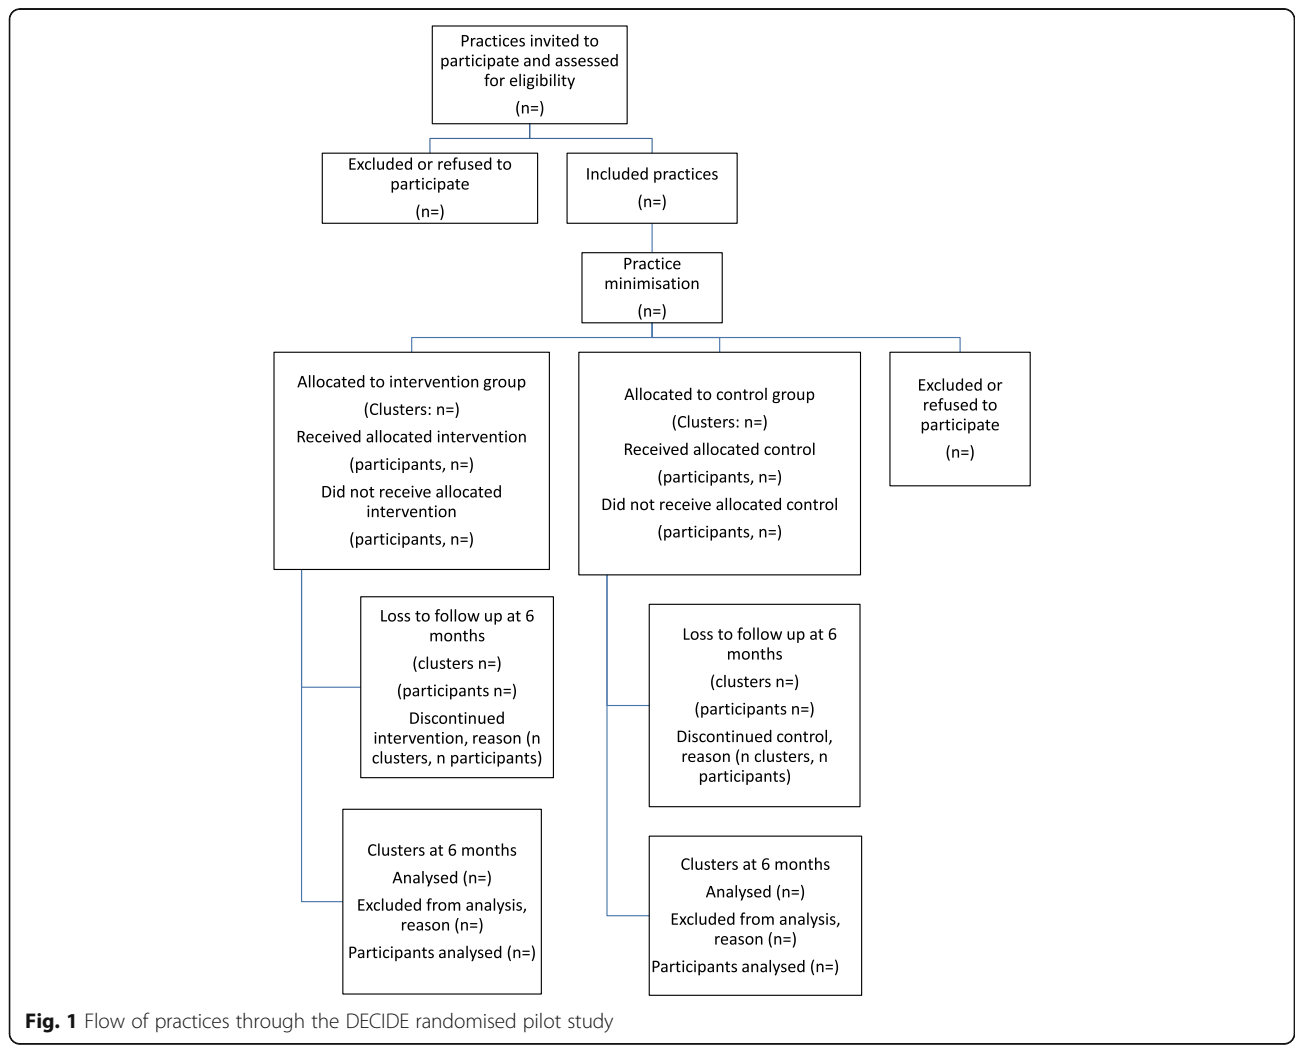 Practices invited to
participate and assessed
for eligibility
(n=)
Excluded or refused to
participate
(n=)
Included practices
(n=)
Practice
minimisation
(n=)
Allocated to intervention group
(Clusters: n=)
Received allocated intervention
(participants, n=)
Did not receive allocated
intervention
(participants, n=)
Allocated to control group
(Clusters: n=)
Received allocated control
(participants, n=)
Did not receive allocated control
(participants, n=)
Excluded or
refused to
participate
(n=)
Loss to follow up at 6
months
(clusters n=)
(participants n=)
Discontinued
intervention, reason (n
clusters, n participants)
Loss to follow up at 6
months
(clusters n=)
(participants n=)
Discontinued control,
reason (n clusters, n
participants)
Clusters at 6 months
Analysed (n=)
Excluded from analysis,
reason (n=)
Participants analysed (n=)
Clusters at 6 months
Analysed (n=)
Excluded from analysis,
reason (n=)
Participants analysed (n=)
Fig. 1 Flow of practices through the DECIDE randomised pilot study